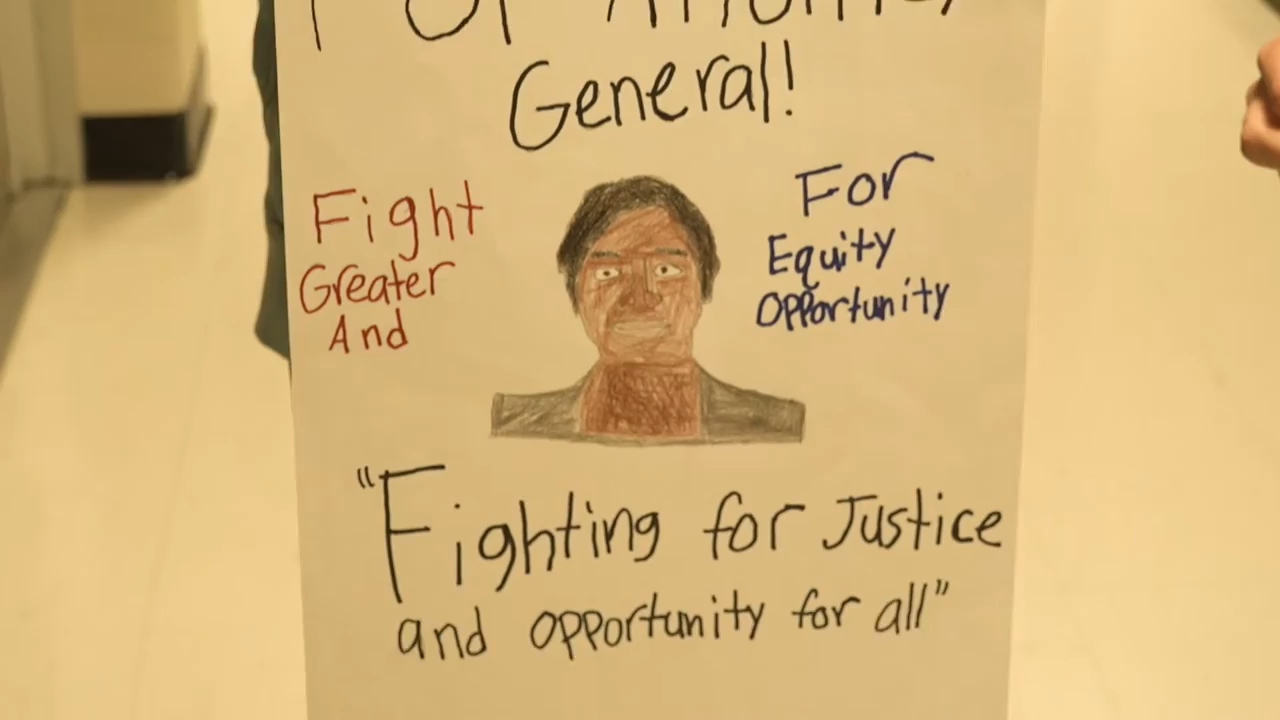 General!
Fight
Greater
And
For
Equity
Opportunity
"Fighting for Justice
and opportunity for all"